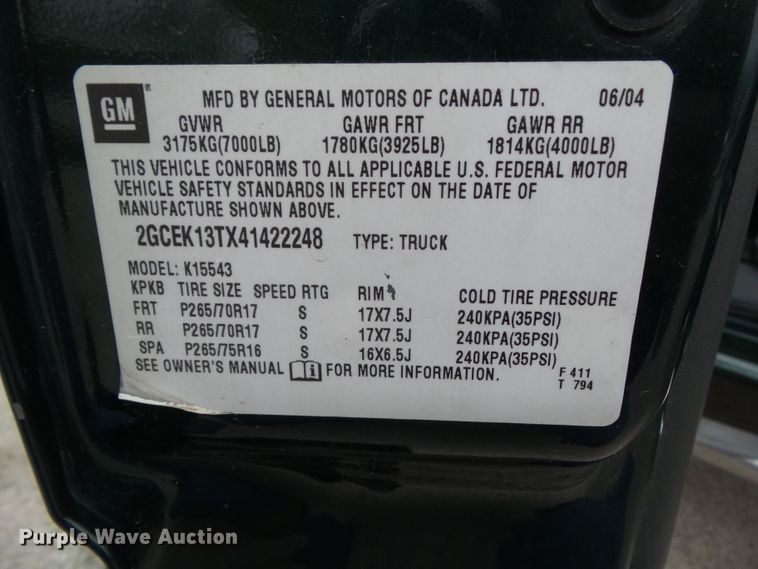 GM ® MFD BY GENERAL MOTORS OF CANADA LTD. 06/04
GVWR GAWR FRT GAWR RR
3175KG(7000LB) 1780KG(3925LB) 1814KG(4000LB)
THIS VEHICLE CONFORMS TO ALL APPLICABLE U.S. FEDERAL MOTOR
VEHICLE SAFETY STANDARDS IN EFFECT ON THE DATE OF
MANUFACTURE SHOWN ABOVE.
2GCEK13TX41422248 TYPE: TRUCK
MODEL: K15543
KPKB TIRE SIZE SPEED RTG RIM COLD TIRE PRESSURE
FRT P265/70R17 S 17X7.5J 240KPA(35PSI)
RR P265/70R17 S 17X7.5J 240KPA(35PSI)
SPA P265/75R16 S 16X6.5J 240KPA(35PSI)
SEE OWNER'S MANUAL i FOR MORE INFORMATION.
F 411
T 794
Purple Wave Auction